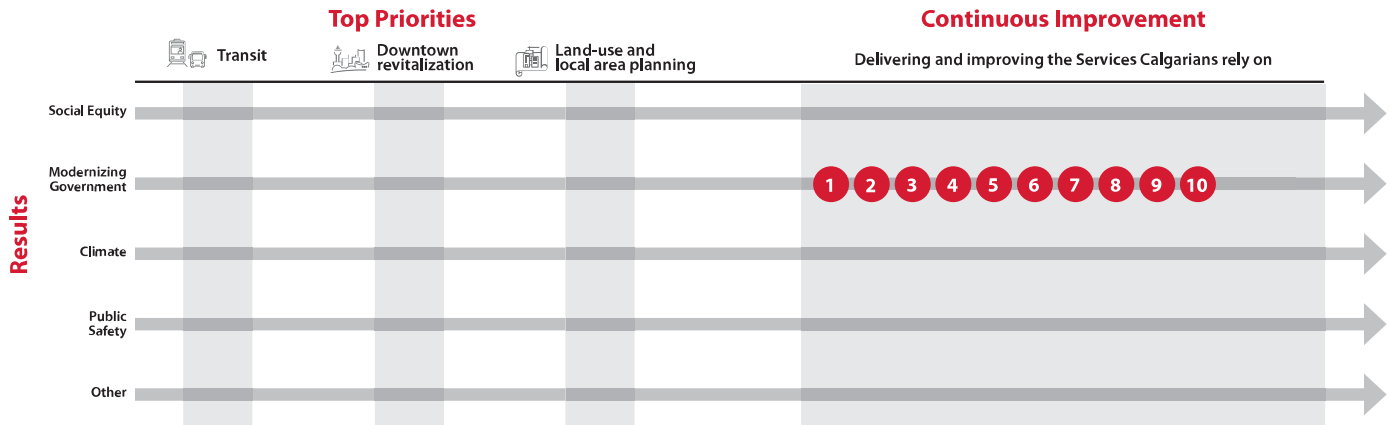 Top Priorities
Continuous Improvement
Transit
Downtown
revitalization
Land-use and
local area planning
Delivering and improving the Services Calgarians rely on
Results
Social Equity
Modernizing
Government
1 2 3 4 5 6 7 8 9 10
Climate
Public
Safety
Other